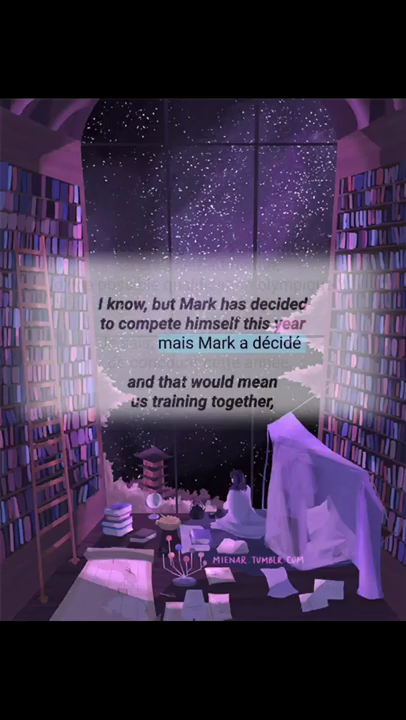 I know, but Mark has decided
to compete himself this year
mais Mark a décidé
and that would mean
us training together,
MIENAR.TUMBLR.COM